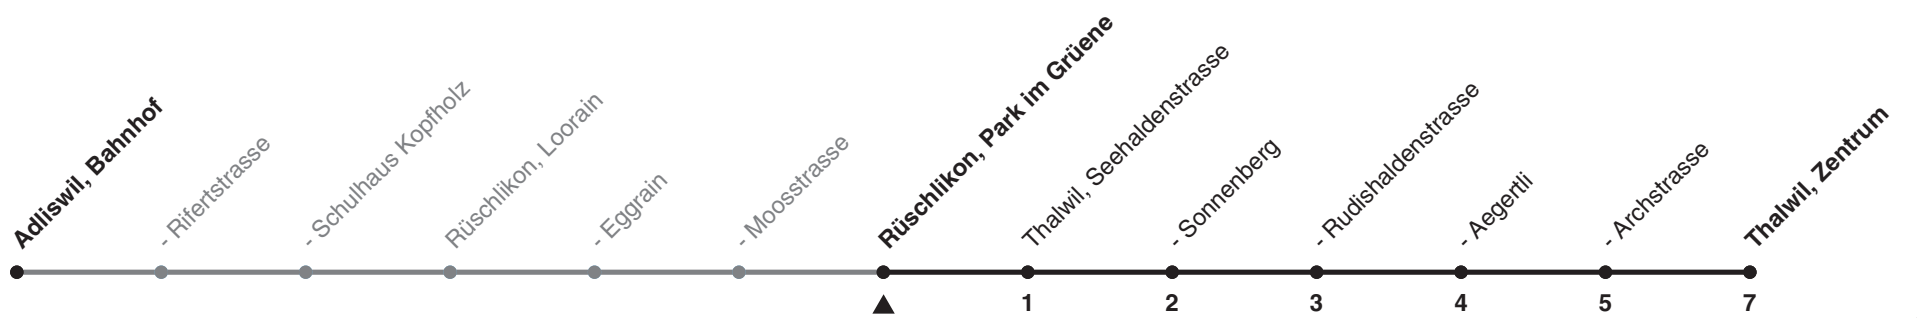 Adliswil, Bahnhof
- Rifertstrasse
- Schulhaus Kopfholz
Rüschlikon, Loorain
- Eggrain
- Moosstrasse
Rüschlikon, Park im Grüene
Thalwil, Seehaldenstrasse
- Sonnenberg
- Rudishaldenstrasse
- Aegertli
- Archstrasse
Thalwil, Zentrum
1 2 3 4 5 7